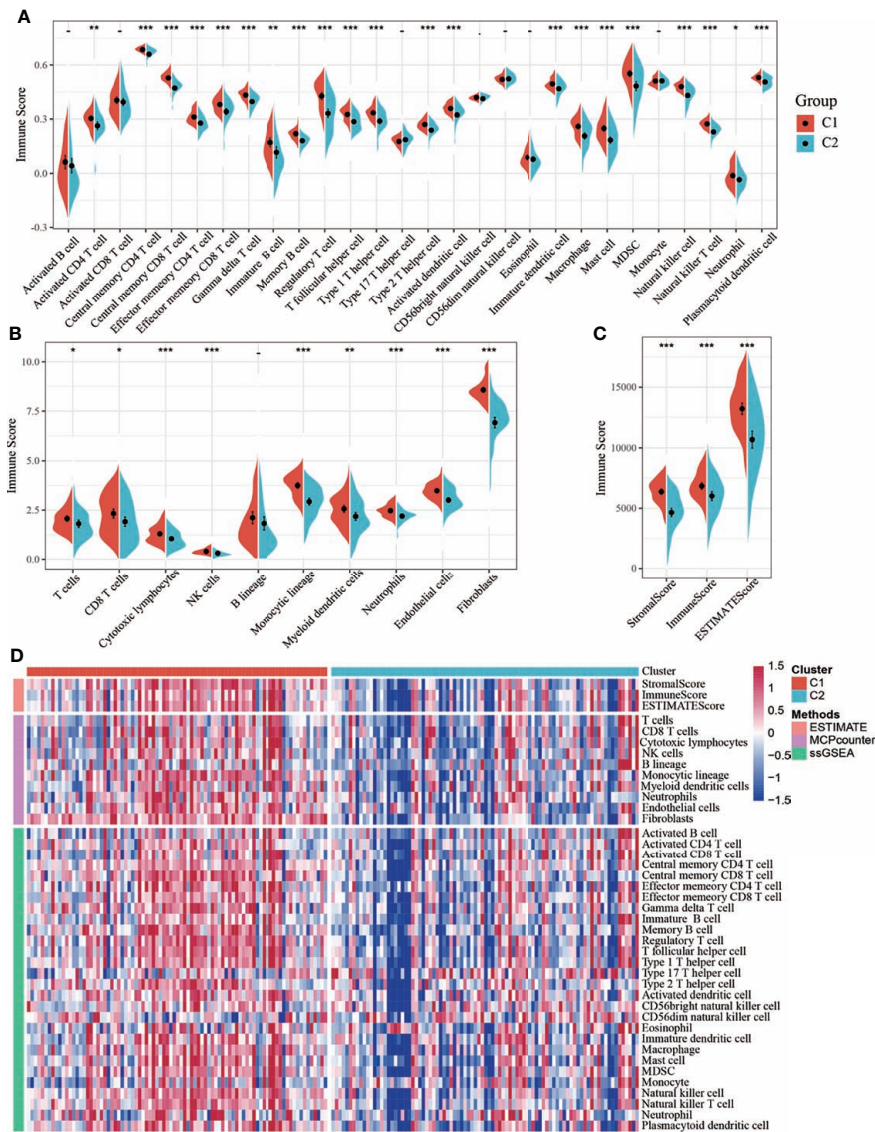 A
- ** - *** *** *** *** *** ** *** *** *** *** - *** *** . - - *** *** *** *** - *** *** * ***
Immune Score
0.6
0.3
0.0
-0.3
Group
C1
C2
Activated B cell
Activated CD4 T cell
Activated CD8 T cell
Central memory CD4 T cell
Central memory CD8 T cell
Effector memeory CD4 T cell
Effector memeory CD8 T cell
Gamma delta T cell
Immature B cell
Memory B cell
Regulatory T cell
T follicular helper cell
Type 1 T helper cell
Type 17 T helper cell
Type 2 T helper cell
Activated dendritic cell
CD56bright natural killer cell
CD56dim natural killer cell
Eosinophil
Immature dendritic cell
Macrophage
Mast cell
MDSC
Monocyte
Natural killer cell
Natural killer T cell
Neutrophil
Plasmacytoid dendritic cell
B
* * *** *** - *** ** *** *** ***
Immune Score
10.0
7.5
5.0
2.5
0.0
T cells
CD8 T cells
Cytotoxic lymphocytes
NK cells
B lineage
Monocytic lineage
Myeloid dendritic cells
Neutrophils
Endothelial cells
Fibroblasts
C
*** *** ***
Immune Score
15000
10000
5000
0
StromalScore
ImmuneScore
ESTIMATEScore
D
Cluster
StromalScore
ImmuneScore
ESTIMATEScore
T cells
CD8 T cells
Cytotoxic lymphocytes
NK cells
B lineage
Monocytic lineage
Myeloid dendritic cells
Neutrophils
Endothelial cells
Fibroblasts
Activated B cell
Activated CD4 T cell
Activated CD8 T cell
Central memory CD4 T cell
Central memory CD8 T cell
Effector memeory CD4 T cell
Effector memeory CD8 T cell
Gamma delta T cell
Immature B cell
Memory B cell
Regulatory T cell
T follicular helper cell
Type 1 T helper cell
Type 17 T helper cell
Type 2 T helper cell
Activated dendritic cell
CD56bright natural killer cell
CD56dim natural killer cell
Eosinophil
Immature dendritic cell
Macrophage
Mast cell
MDSC
Monocyte
Natural killer cell
Natural killer T cell
Neutrophil
Plasmacytoid dendritic cell
1.5
1
0.5
0
-0.5
-1
-1.5
Cluster
C1
C2
Methods
ESTIMATE
MCPcounter
ssGSEA